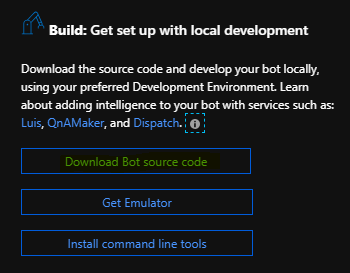 Build: Get set up with local development
Download the source code and develop your bot locally,
using your preferred Development Environment. Learn
about adding intelligence to your bot with services such as:
Luis, QnAMaker, and Dispatch.
Download Bot source code
Get Emulator
Install command line tools